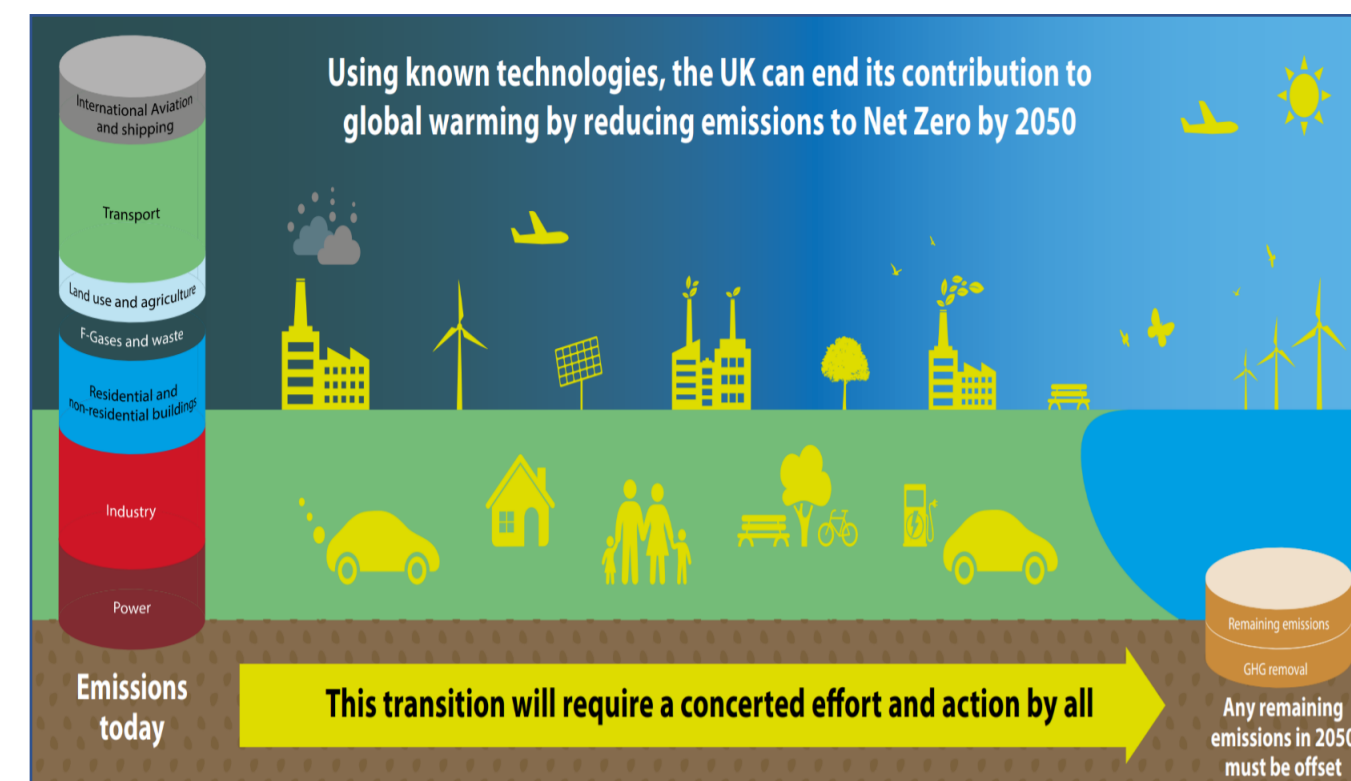 Using known technologies, the UK can end its contribution to
global warming by reducing emissions to Net Zero by 2050
International Aviation
and shipping
Transport
Land use and agriculture
F-Gases and waste
Residential and
non-residential buildings
Industry
Power
Emissions
today
This transition will require a concerted effort and action by all
Remaining emissions
GHG removal
Any remaining
emissions in 2050
must be offset